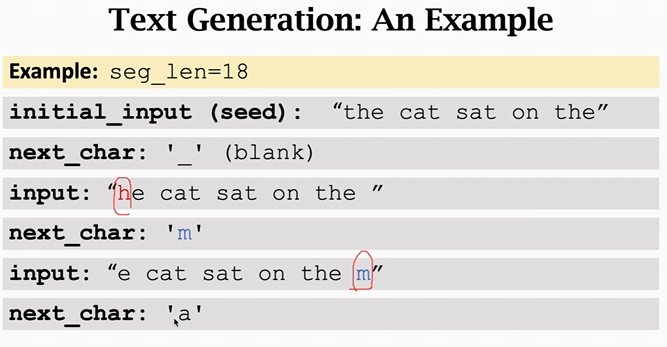 Text Generation: An Example
Example: seg_len=18
initial_input (seed): “the cat sat on the”
next_char: '_' (blank)
input: “he cat sat on the ”
next_char: 'm'
input: “e cat sat on the m”
next_char: 'a'